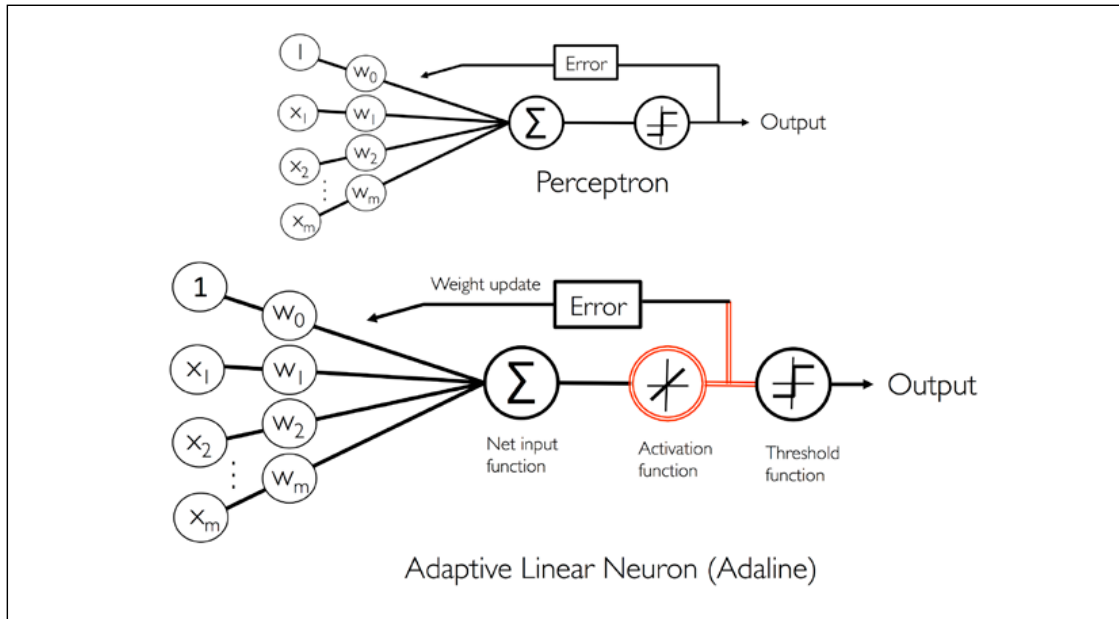 1
w0
Error
x1
w1
Σ
Output
x2
w2
Perceptron
⋮
wm
xm
Weight update
Error
1
w0
x1
w1
Σ
Output
x2
w2
Net input
function
Activation
function
Threshold
function
⋮
wm
xm
Adaptive Linear Neuron (Adaline)